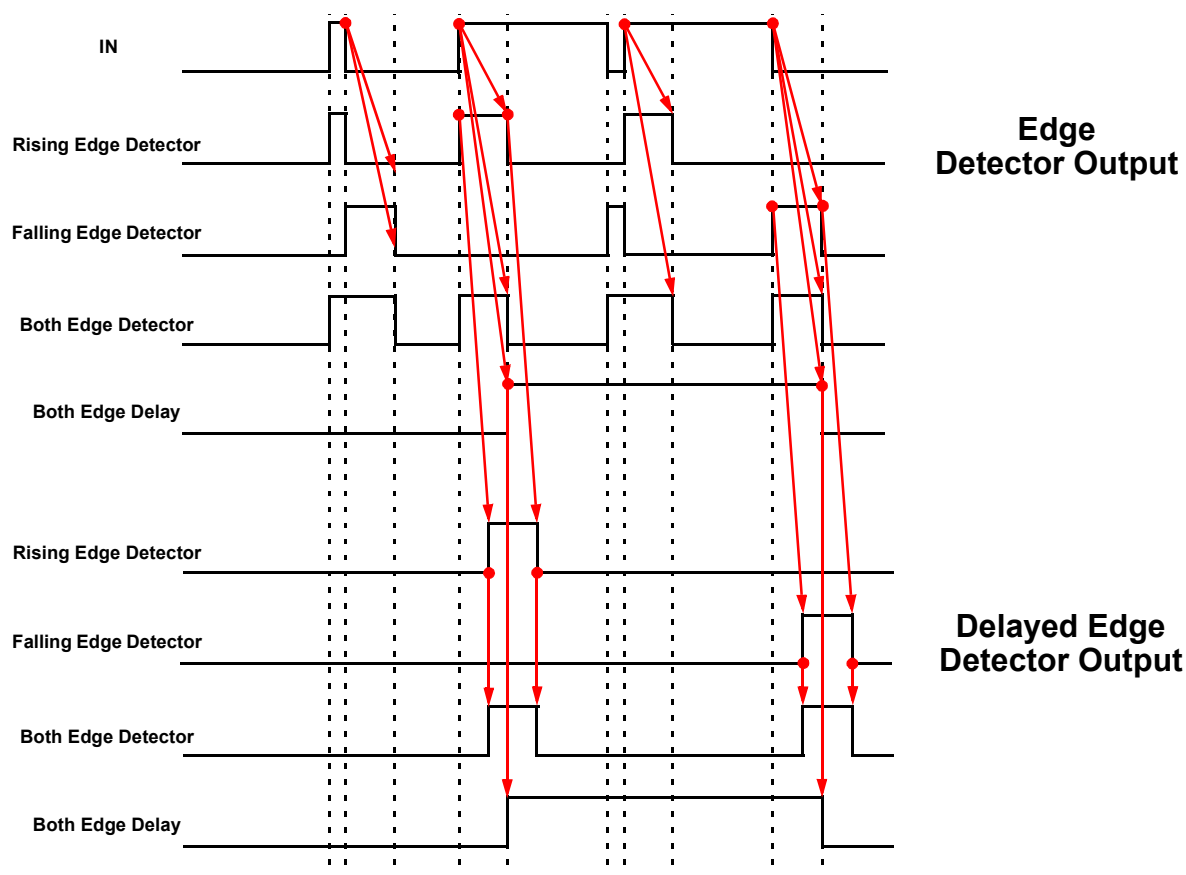 IN
Rising Edge Detector
Edge
Detector Output
Falling Edge Detector
Both Edge Detector
Both Edge Delay
Rising Edge Detector
Falling Edge Detector
Delayed Edge
Detector Output
Both Edge Detector
Both Edge Delay